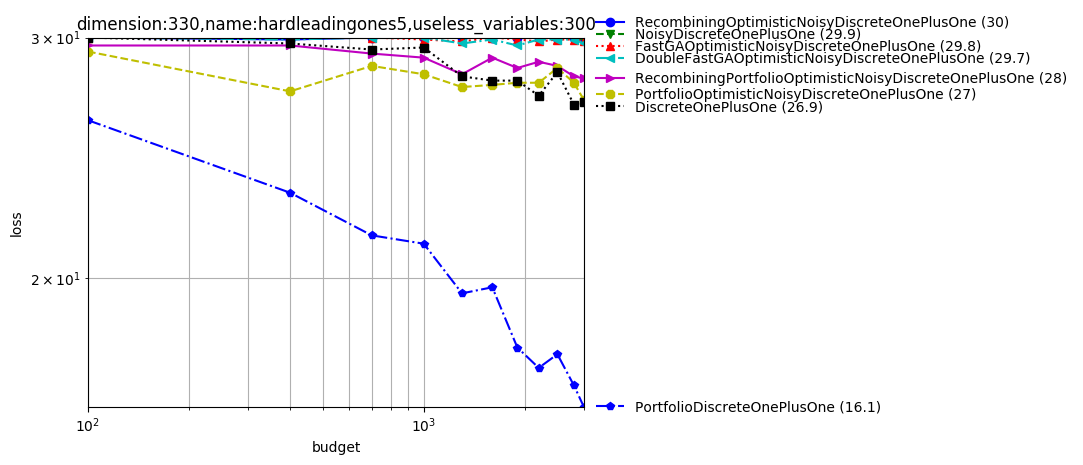 dimension:330,name:hardleadingones5,useless_variables:300
RecombiningOptimisticNoisyDiscreteOnePlusOne (30)
NoisyDiscreteOnePlusOne (29.9)
FastGAOptimisticNoisyDiscreteOnePlusOne (29.8)
DoubleFastGAOptimisticNoisyDiscreteOnePlusOne (29.7)
RecombiningPortfolioOptimisticNoisyDiscreteOnePlusOne (28)
PortfolioOptimisticNoisyDiscreteOnePlusOne (27)
DiscreteOnePlusOne (26.9)
PortfolioDiscreteOnePlusOne (16.1)
3 × 10¹
2 × 10¹
loss
10² 10³
budget